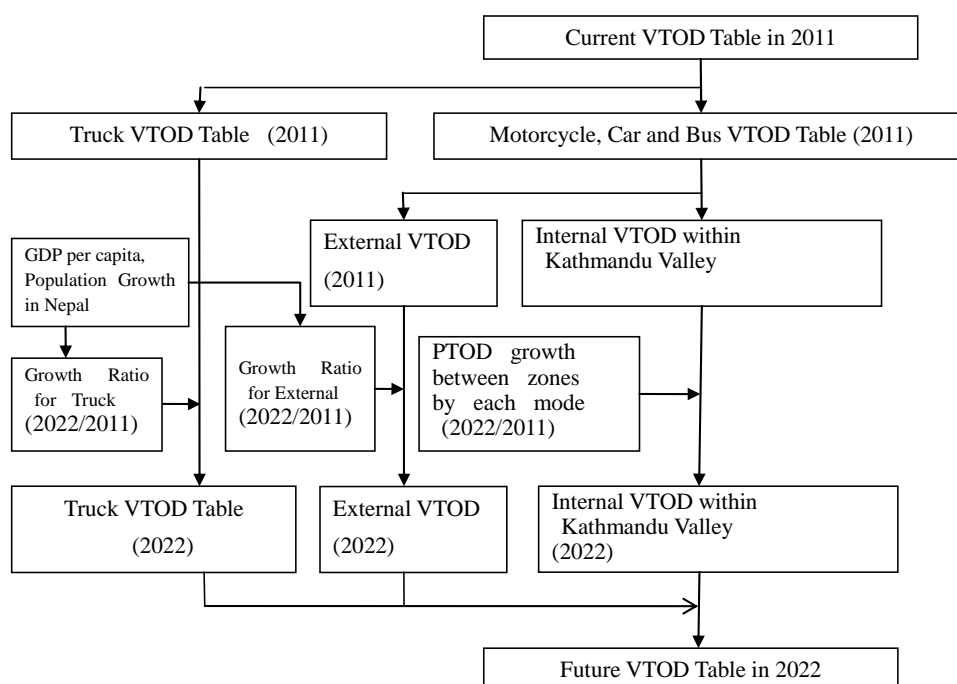 Current VTOD Table in 2011
Truck VTOD Table (2011)
Motorcycle, Car and Bus VTOD Table (2011)
External VTOD
(2011)
Internal VTOD within
Kathmandu Valley
GDP per capita,
Population Growth
in Nepal
Growth Ratio
for Truck
(2022/2011)
Growth Ratio
for External
(2022/2011)
PTOD growth
between zones
by each mode
(2022/2011)
Truck VTOD Table
(2022)
External VTOD
(2022)
Internal VTOD within
Kathmandu Valley
(2022)
Future VTOD Table in 2022